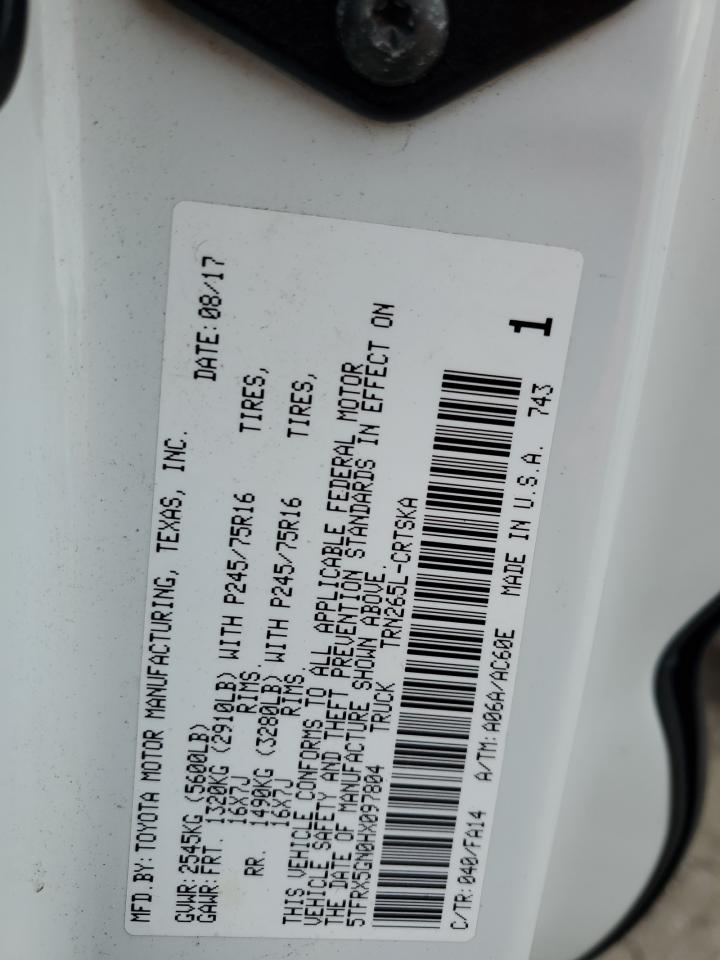 MFD.BY:TOYOTA MOTOR MANUFACTURING, TEXAS, INC.
DATE:08/17
GVWR:2545KG (5600LB)
GAWR:FRT. 1320KG (2910LB) WITH P245/75R16 TIRES,
16X7J RIMS.
RR. 1490KG (3280LB) WITH P245/75R16 TIRES,
16X7J RIMS.
THIS VEHICLE CONFORMS TO ALL APPLICABLE FEDERAL MOTOR
VEHICLE SAFETY AND THEFT PREVENTION STANDARDS IN EFFECT ON
THE DATE OF MANUFACTURE SHOWN ABOVE.
5TFRX5GN0HX097804 TRUCK TRN265L-CRTSKA
C/TR:040/FA14 A/TM:A06A/AC60E MADE IN U.S.A. 743
1